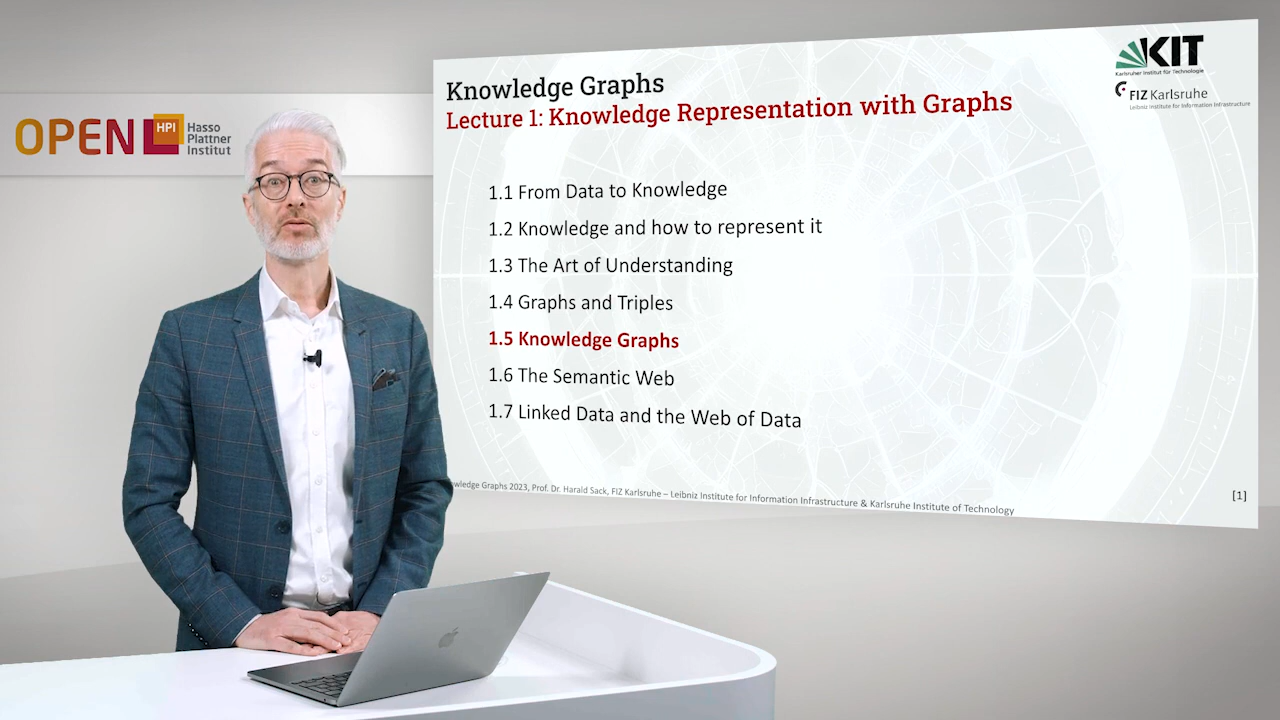 OPEN HPI Hasso
Plattner
Institut
Knowledge Graphs
Lecture 1: Knowledge Representation with Graphs
KIT
Karlsruher Institut für Technologie
FIZ Karlsruhe
Leibniz Institute for Information Infrastructure
1.1 From Data to Knowledge
1.2 Knowledge and how to represent it
1.3 The Art of Understanding
1.4 Graphs and Triples
1.5 Knowledge Graphs
1.6 The Semantic Web
1.7 Linked Data and the Web of Data
wledge Graphs 2023, Prof. Dr. Harald Sack, FIZ Karlsruhe – Leibniz Institute for Information Infrastructure & Karlsruhe Institute of Technology
[1]